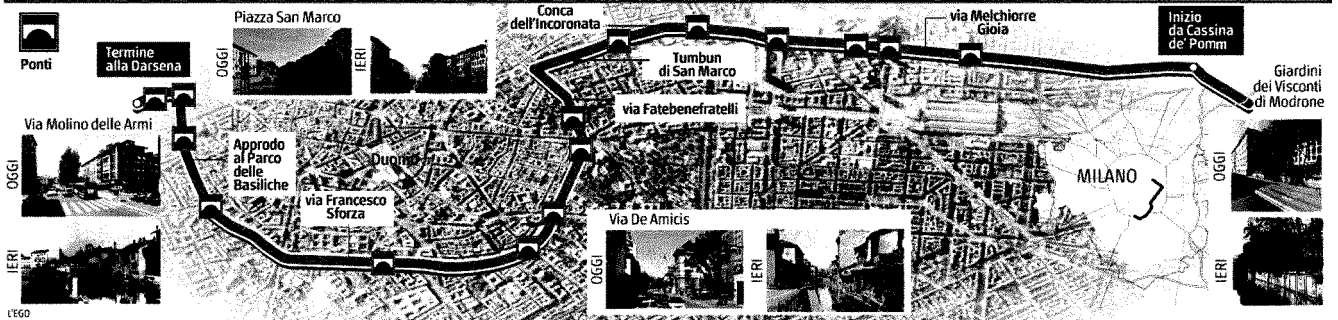 Ponti
Termine
alla Darsena
Piazza San Marco
OGGI
IERI
Conca
dell'Incoronata
Tumbun
di San Marco
via Fatebenefratelli
via Melchiorre
Gioia
Inizio
da Cassina
de' Pomm
Giardini
dei Visconti
di Modrone
OGGI
IERI
MILANO
Via Molino delle Armi
OGGI
IERI
Approdo
al Parco
delle
Basiliche
Duomo
via Francesco
Sforza
Via De Amicis
OGGI
IERI
L'EGO